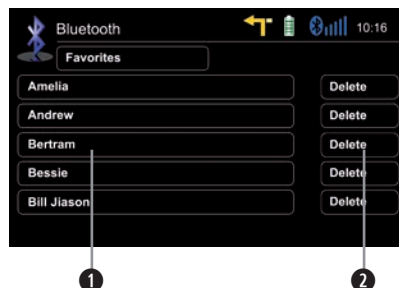 Bluetooth 10:16
Favorites
Amelia Delete
Andrew Delete
Bertram Delete
Bessie Delete
Bill Jiason Delete
1 2